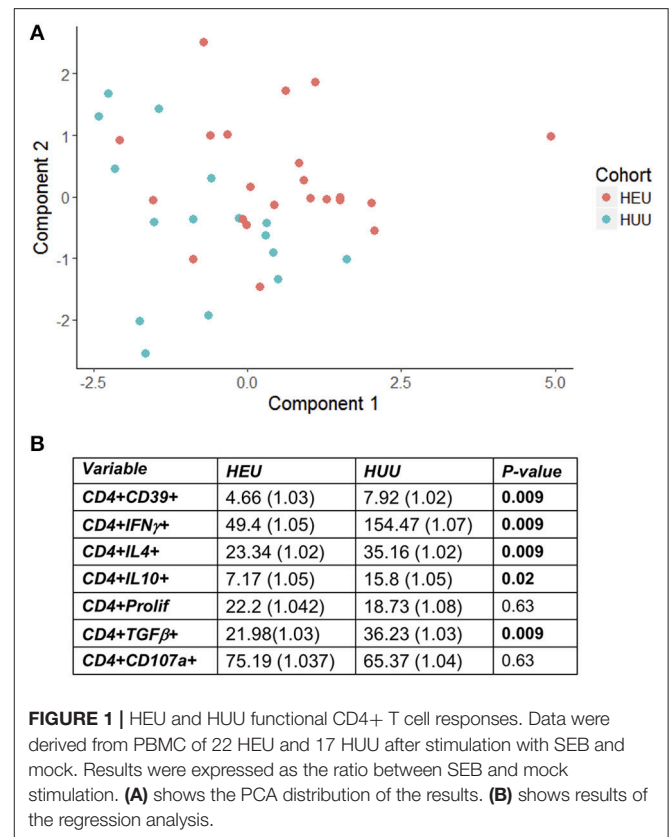 A
Component 2
2
1
0
-1
-2
-2.5 0.0 2.5 5.0
Component 1
Cohort
HEU
HUU
B
Variable HEU HUU P-value
CD4+CD39+ 4.66 (1.03) 7.92 (1.02) 0.009
CD4+IFNγ+ 49.4 (1.05) 154.47 (1.07) 0.009
CD4+IL4+ 23.34 (1.02) 35.16 (1.02) 0.009
CD4+IL10+ 7.17 (1.05) 15.8 (1.05) 0.02
CD4+Prolif 22.2 (1.042) 18.73 (1.08) 0.63
CD4+TGFβ+ 21.98(1.03) 36.23 (1.03) 0.009
CD4+CD107a+ 75.19 (1.037) 65.37 (1.04) 0.63
FIGURE 1 | HEU and HUU functional CD4+ T cell responses. Data were
derived from PBMC of 22 HEU and 17 HUU after stimulation with SEB and
mock. Results were expressed as the ratio between SEB and mock
stimulation. (A) shows the PCA distribution of the results. (B) shows results of
the regression analysis.